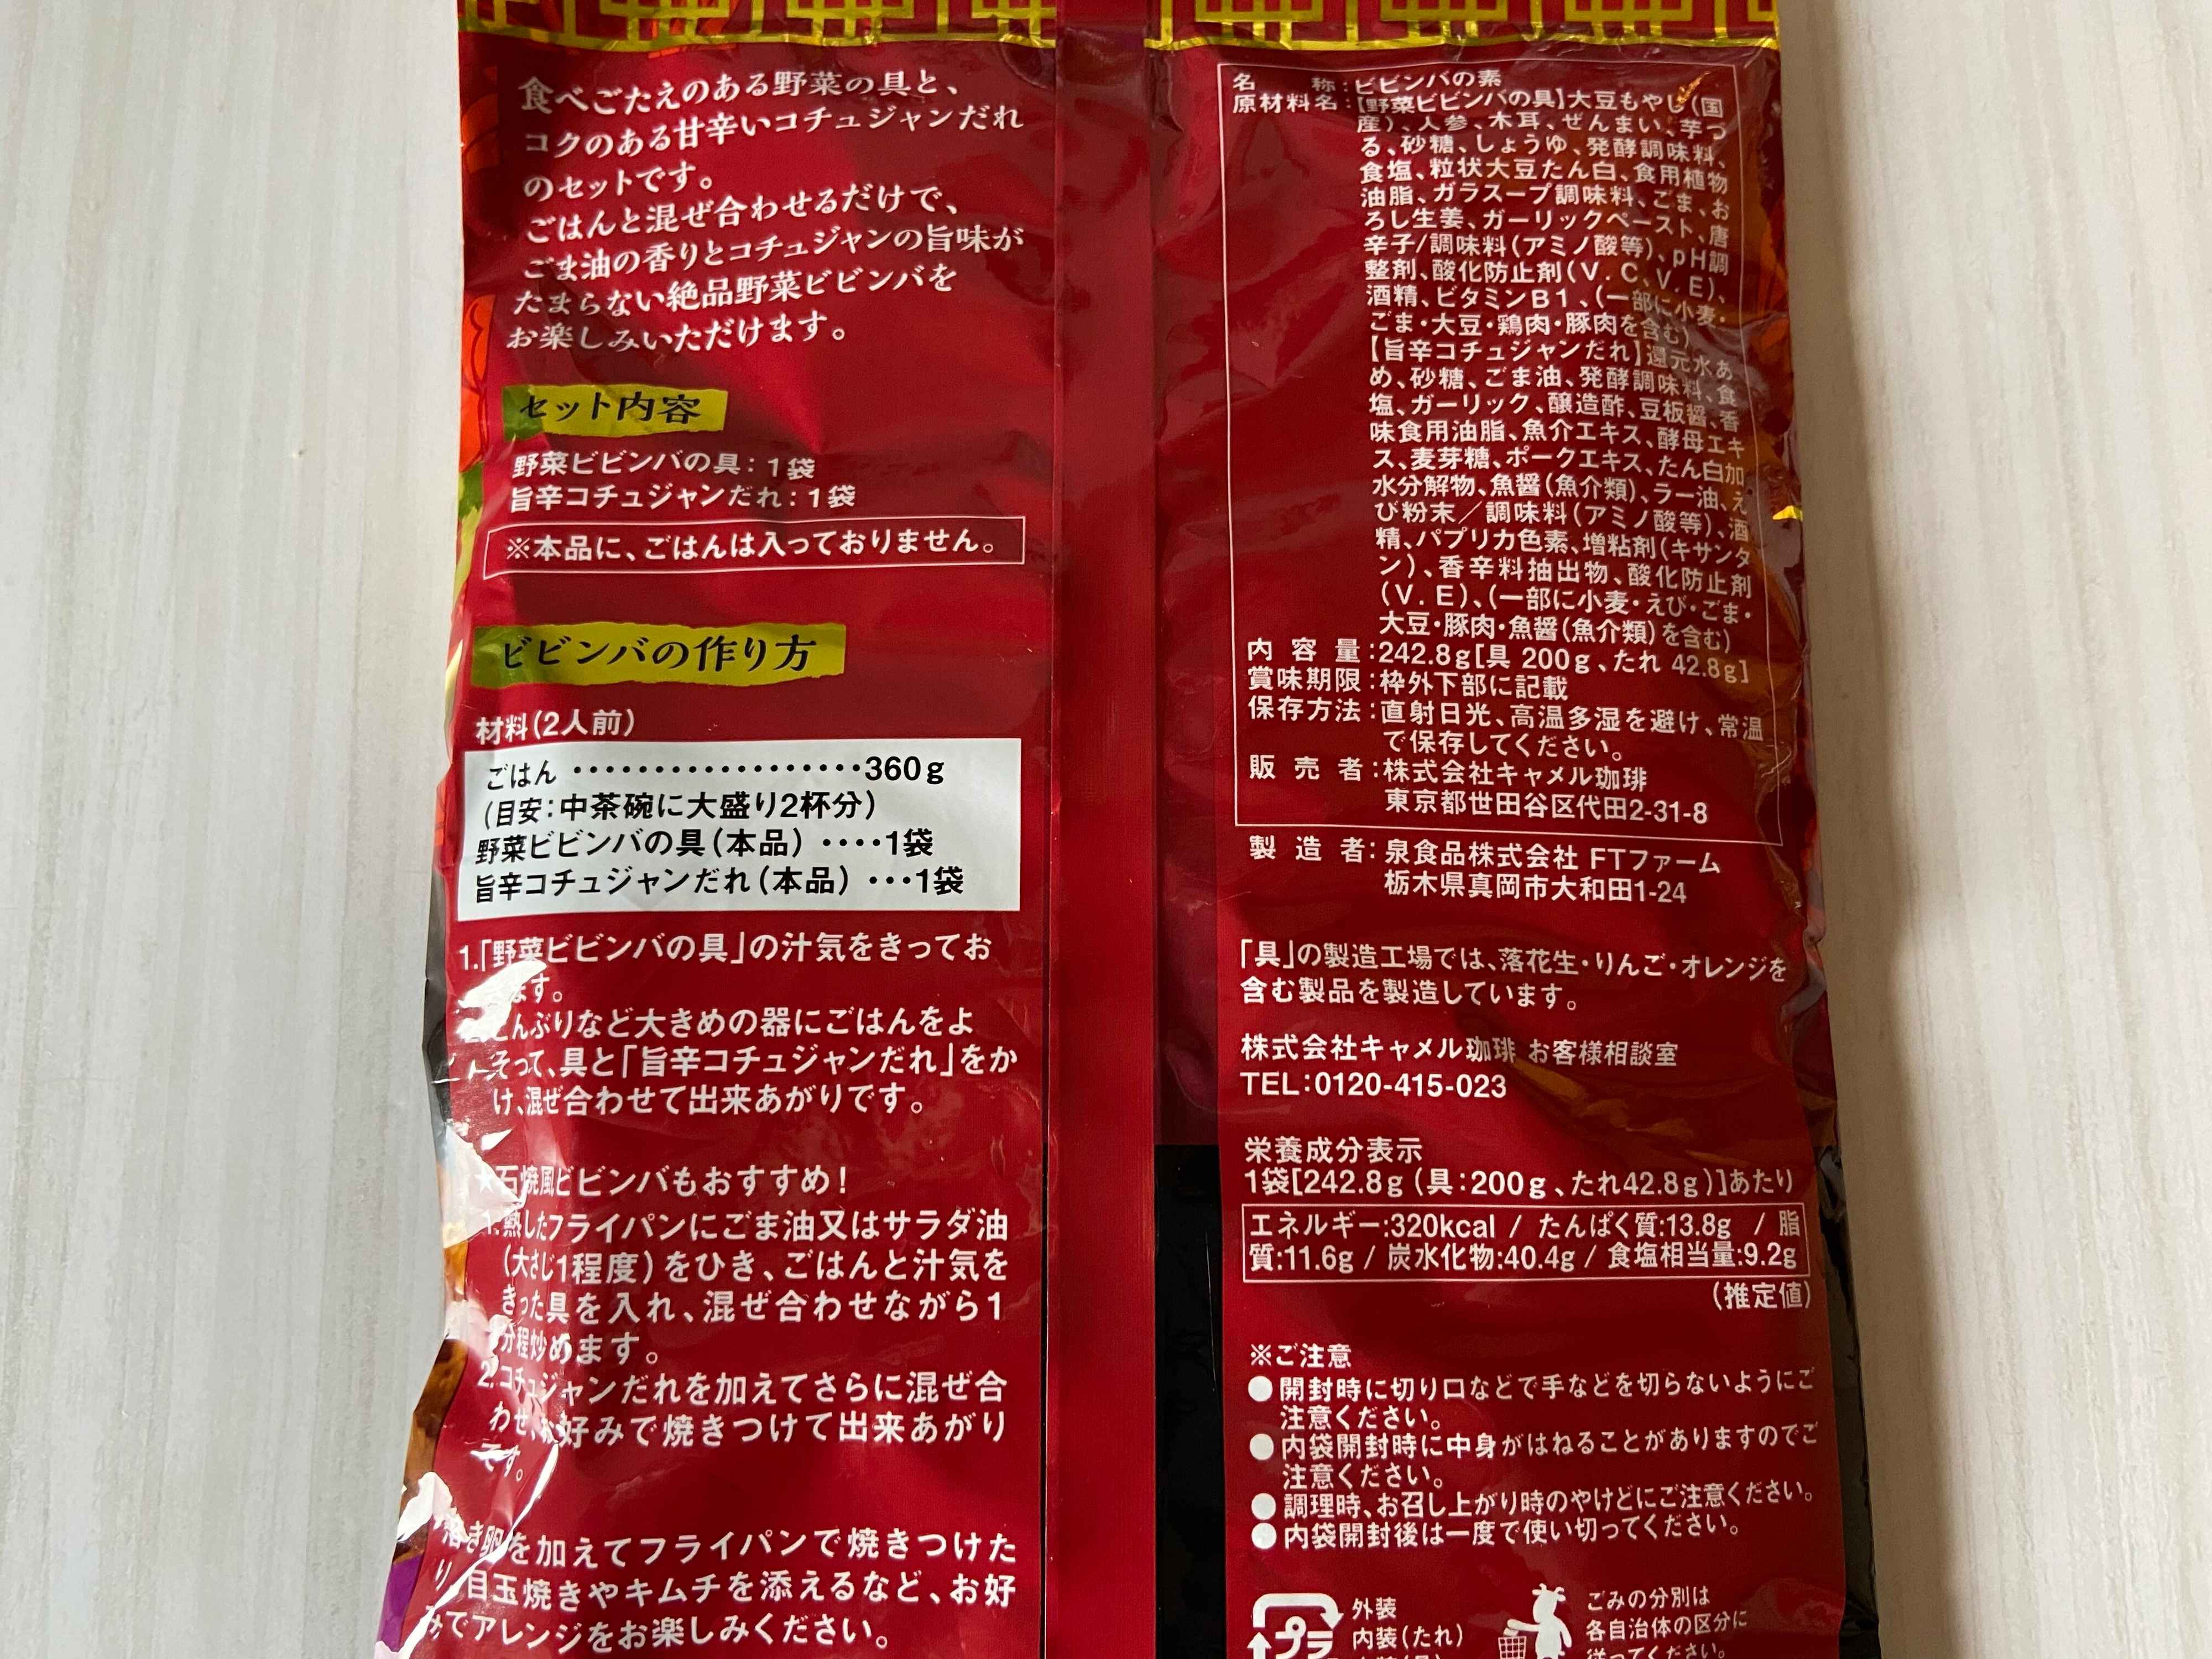 食べごたえのある野菜の具と、
コクのある甘辛いコチュジャンだれ
のセットです。
ごはんと混ぜ合わせるだけで、
ごま油の香りとコチュジャンの旨味が
たまらない絶品野菜ビビンバを
お楽しみいただけます。
セット内容
野菜ビビンバの具：1袋
旨辛コチュジャンだれ：1袋
※本品に、ごはんは入っておりません。
ビビンバの作り方
材料(2人前)
ごはん ･･････････････････360g
(目安：中茶碗に大盛り2杯分)
野菜ビビンバの具(本品) ････1袋
旨辛コチュジャンだれ(本品) ･･･1袋
1.「野菜ビビンバの具」の汁気をきってお
ます。
どんぶりなど大きめの器にごはんをよ
そって、具と「旨辛コチュジャンだれ」をか
け、混ぜ合わせて出来あがりです。
★石焼風ビビンバもおすすめ！
1.熱したフライパンにごま油又はサラダ油
(大さじ1程度)をひき、ごはんと汁気を
きった具を入れ、混ぜ合わせながら1
分程炒めます。
2.コチュジャンだれを加えてさらに混ぜ合
わせ、お好みで焼きつけて出来あがり
です。
溶き卵を加えてフライパンで焼きつけた
り、目玉焼きやキムチを添えるなど、お好
みでアレンジをお楽しみください。
名称：ビビンバの素
原材料名：【野菜ビビンバの具】大豆もやし(国
産)、人参、木耳、ぜんまい、芋つ
る、砂糖、しょうゆ、発酵調味料、
食塩、粒状大豆たん白、食用植物
油脂、ガラスープ調味料、ごま、お
ろし生姜、ガーリックペースト、唐
辛子/調味料(アミノ酸等)、pH調
整剤、酸化防止剤(V.C、V.E)、
酒精、ビタミンB1、(一部に小麦・
ごま・大豆・鶏肉・豚肉を含む)
【旨辛コチュジャンだれ】還元水あ
め、砂糖、ごま油、発酵調味料、食
塩、ガーリック、醸造酢、豆板醤、香
味食用油脂、魚介エキス、酵母エキ
ス、麦芽糖、ポークエキス、たん白加
水分解物、魚醤(魚介類)、ラー油、え
び粉末／調味料(アミノ酸等)、酒
精、パプリカ色素、増粘剤(キサンタ
ン)、香辛料抽出物、酸化防止剤
(V.E)、(一部に小麦・えび・ごま・
大豆・豚肉・魚醤(魚介類)を含む)
内容量：242.8g[具 200g、たれ 42.8g]
賞味期限：枠外下部に記載
保存方法：直射日光、高温多湿を避け、常温
で保存してください。
販売者：株式会社キャメル珈琲
東京都世田谷区代田2-31-8
製造者：泉食品株式会社 FTファーム
栃木県真岡市大和田1-24
「具」の製造工場では、落花生・りんご・オレンジを
含む製品を製造しています。
株式会社キャメル珈琲 お客様相談室
TEL：0120-415-023
栄養成分表示
1袋[242.8g(具：200g、たれ42.8g)]あたり
エネルギー:320kcal / たんぱく質:13.8g / 脂
質:11.6g / 炭水化物:40.4g / 食塩相当量:9.2g
(推定値)
※ご注意
●開封時に切り口などで手などを切らないようにご
注意ください。
●内袋開封時に中身がはねることがありますのでご
注意ください。
●調理時、お召し上がり時のやけどにご注意ください。
●内袋開封後は一度で使い切ってください。
プラ
外装
内装(たれ)
ごみの分別は
各自治体の区分に
従ってください。